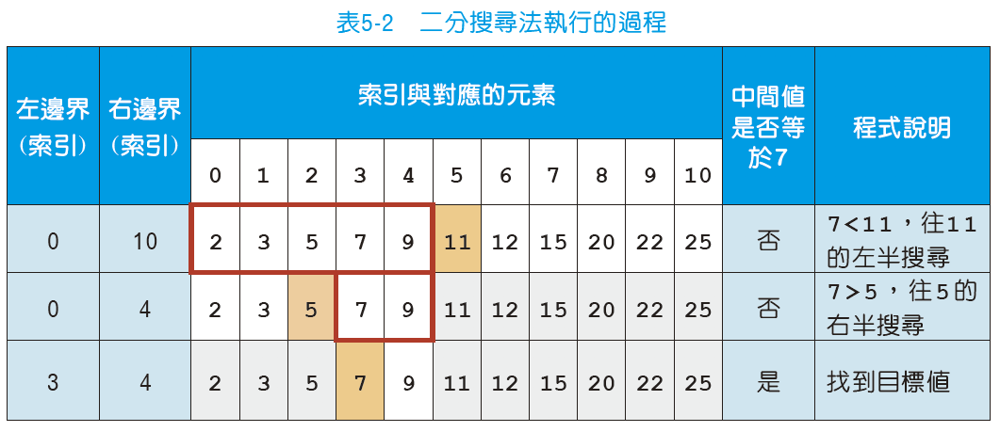 表5-2　二分搜尋法執行的過程
左邊界
(索引)
右邊界
(索引)
索引與對應的元素
中間值
是否等
於7
程式說明
0 1 2 3 4 5 6 7 8 9 10
0 10 2 3 5 7 9 11 12 15 20 22 25 否
7<11，往11
的左半搜尋
0 4 2 3 5 7 9 11 12 15 20 22 25 否
7>5，往5的
右半搜尋
3 4 2 3 5 7 9 11 12 15 20 22 25 是 找到目標值